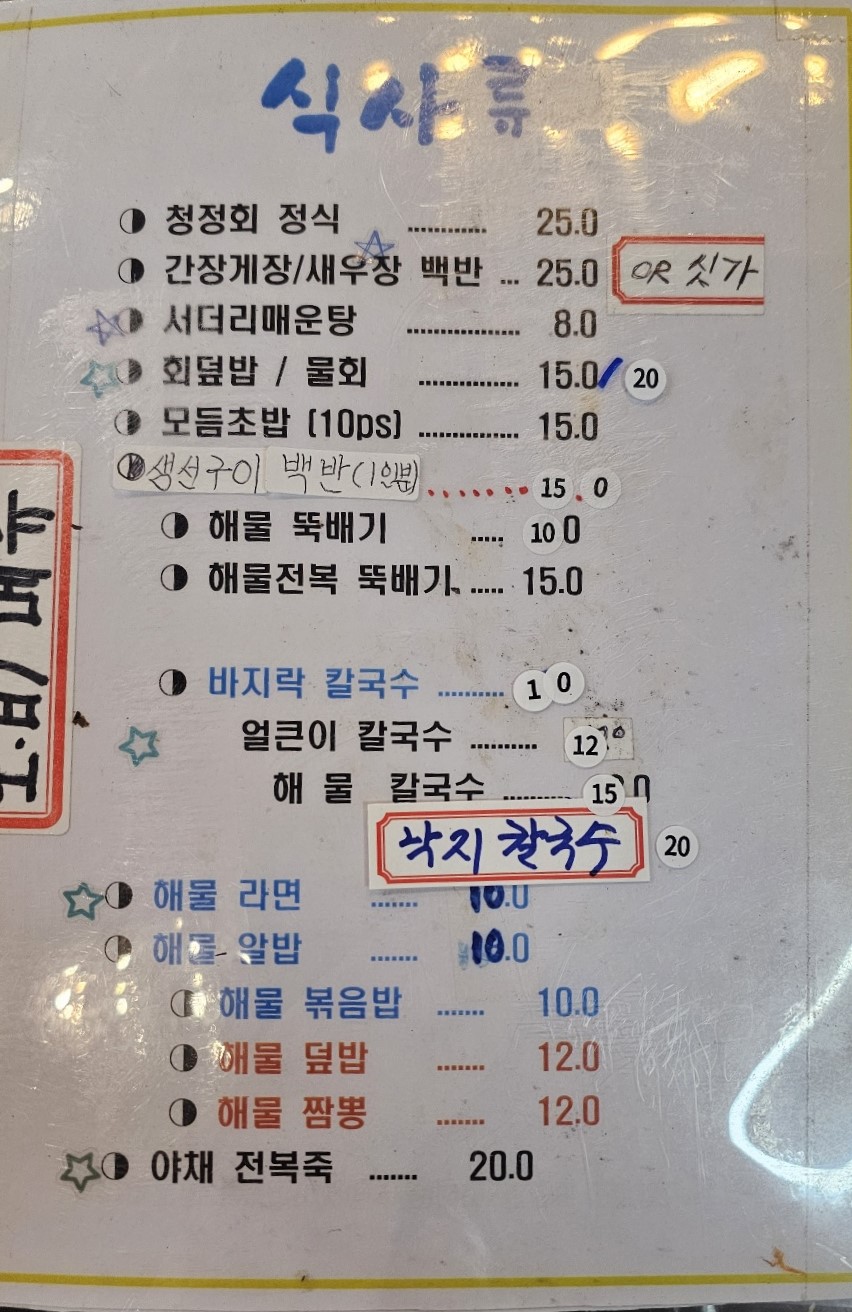 식사류
청정회 정식 ............ 25.0
간장게장/새우장 백반 ... 25.0 OR 싯가
서더리매운탕 ................. 8.0
회덮밥 / 물회 ............... 15.0/ 20
모듬초밥 (10ps) ............... 15.0
생선구이 백반(1인분) ........ 15.0
해물 뚝배기 ..... 10 0
해물전복 뚝배기 ..... 15.0
바지락 칼국수 .......... 10
얼큰이 칼국수 .......... 12
해 물 칼국수 .......... 15
낙지 칼국수 20
해물 라면 ....... 10.0
해물 알밥 ....... 10.0
해물 볶음밥 ....... 10.0
해물 덮밥 ....... 12.0
해물 짬뽕 ....... 12.0
야채 전복죽 ....... 20.0